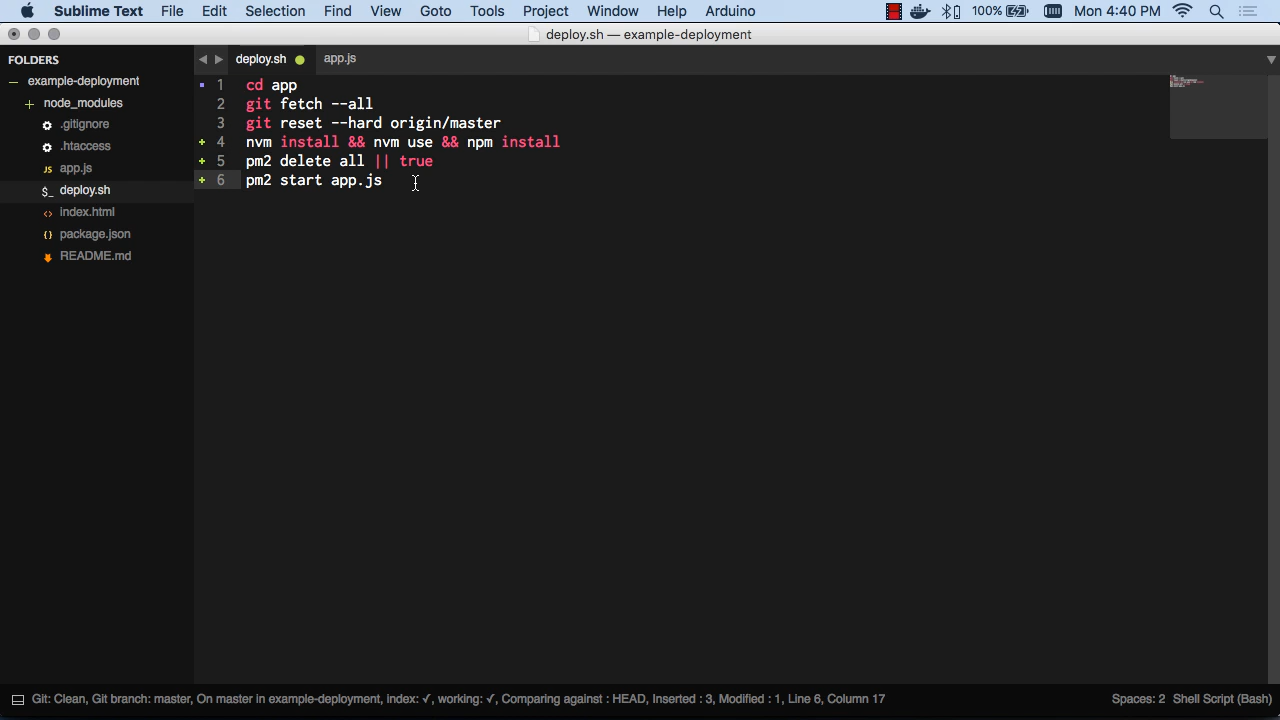 Sublime Text File Edit Selection Find View Goto Tools Project Window Help Arduino 100% Mon 4:40 PM
deploy.sh — example-deployment
FOLDERS
example-deployment
node_modules
.gitignore
.htaccess
app.js
deploy.sh
index.html
package.json
README.md
deploy.sh app.js
1 cd app
2 git fetch --all
3 git reset --hard origin/master
4 nvm install && nvm use && npm install
5 pm2 delete all || true
6 pm2 start app.js
Git: Clean, Git branch: master, On master in example-deployment, index: ✓, working: ✓, Comparing against : HEAD, Inserted : 3, Modified : 1, Line 6, Column 17 Spaces: 2 Shell Script (Bash)